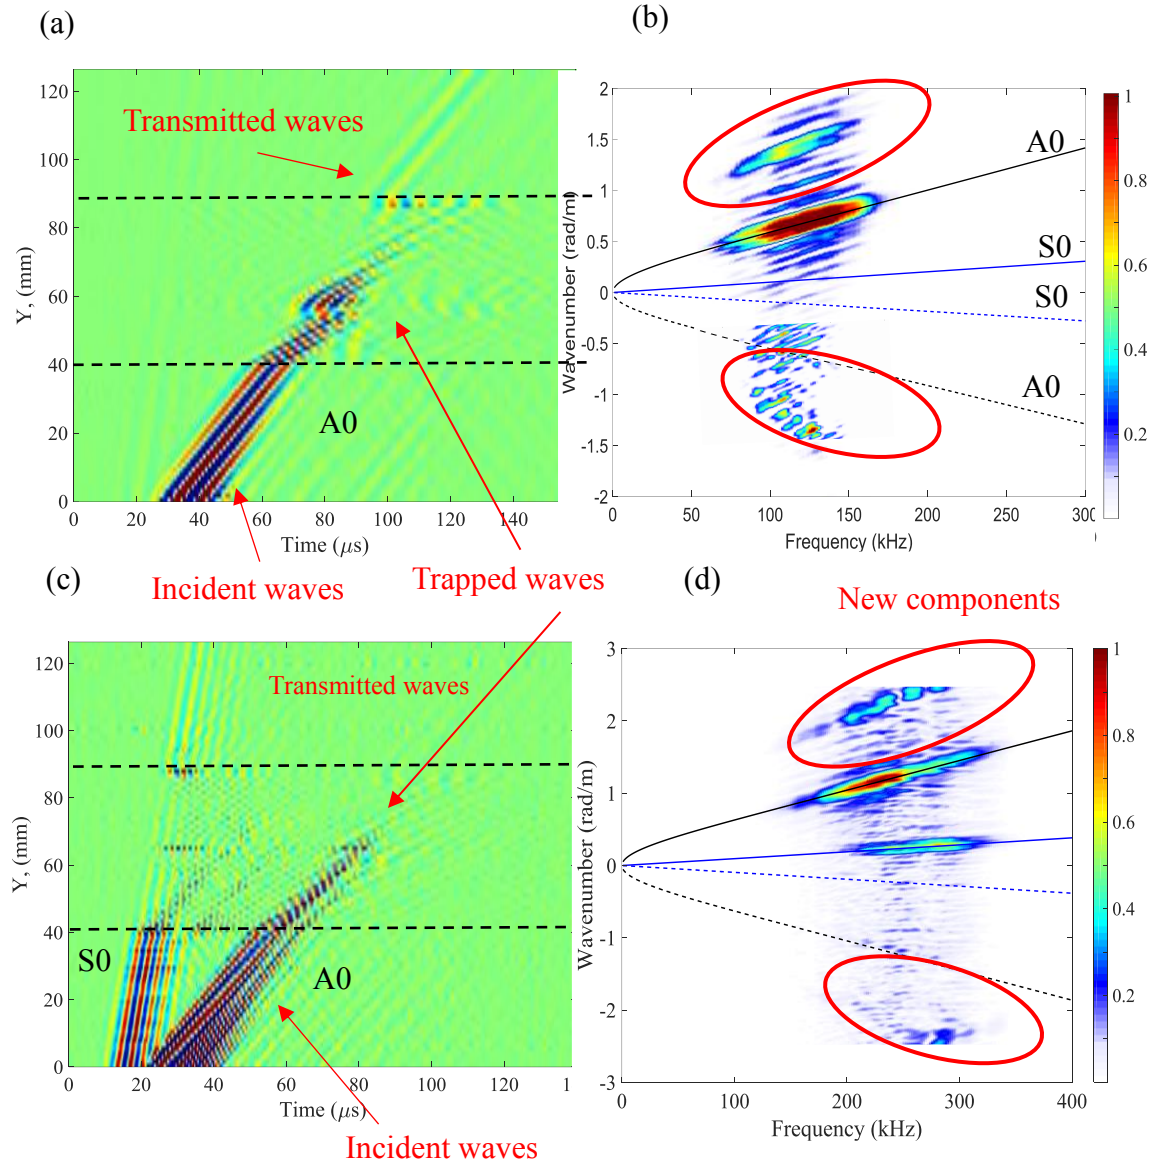 (a)
Transmitted waves
A0
Incident waves
Trapped waves
Y, (mm)
120
100
80
60
40
20
0
0 20 40 60 80 100 120 140
Time (μs)
(b)
Wavenumber (rad/m)
2
1.5
1
0.5
0
-0.5
-1
-1.5
-2
0 50 100 150 200 250 300
Frequency (kHz)
A0
S0
S0
A0
1
0.8
0.6
0.4
0.2
(c)
Transmitted waves
S0
A0
Incident waves
Y, (mm)
120
100
80
60
40
20
0
0 20 40 60 80 100 120 1
Time (μs)
(d)
New components
Wavenumber (rad/m)
3
2
1
0
-1
-2
-3
0 100 200 300 400
Frequency (kHz)
1
0.8
0.6
0.4
0.2